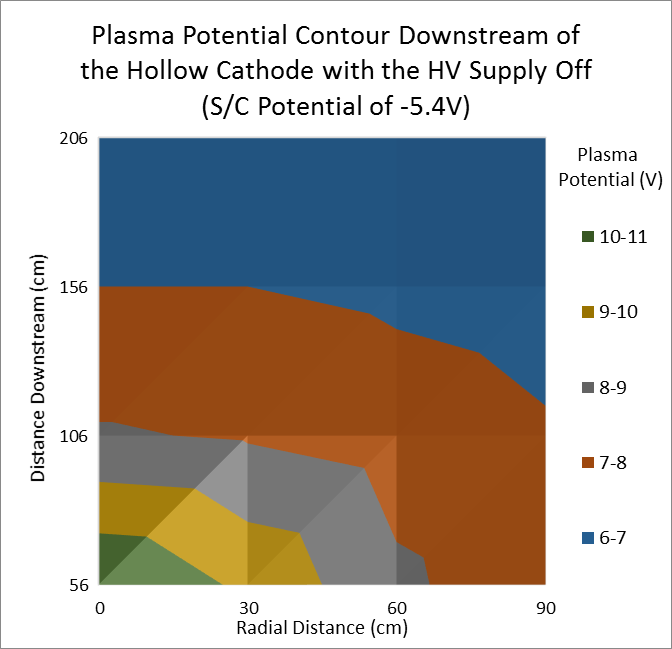 Plasma Potential Contour Downstream of
the Hollow Cathode with the HV Supply Off
(S/C Potential of -5.4V)
Plasma
Potential (V)
10-11
9-10
8-9
7-8
6-7
Distance Downstream (cm)
206
156
106
56
0
30
60
90
Radial Distance (cm)